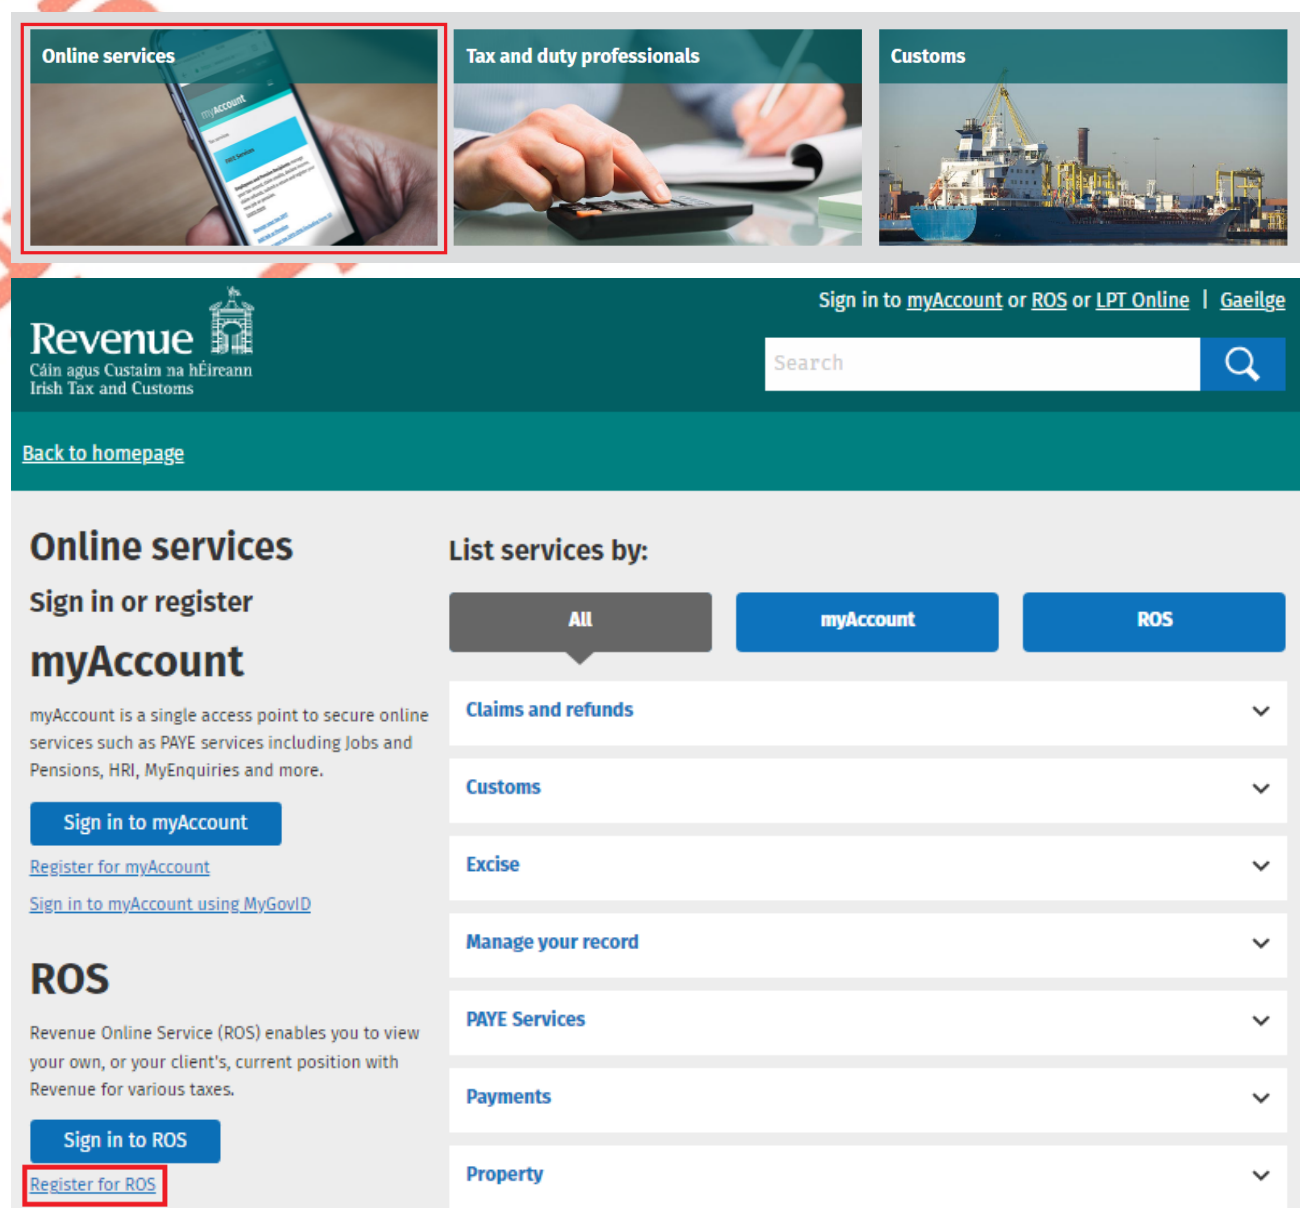 Online services
Tax and duty professionals
Customs
myAccount
PAYE Services
Sign in to myAccount or ROS or LPT Online | Gaeilge
Revenue
Cáin agus Custaim na hÉireann
Irish Tax and Customs
Search
Back to homepage
Online services
Sign in or register
myAccount
myAccount is a single access point to secure online
services such as PAYE services including Jobs and
Pensions, HRI, MyEnquiries and more.
Sign in to myAccount
Register for myAccount
Sign in to myAccount using MyGovID
ROS
Revenue Online Service (ROS) enables you to view
your own, or your client's, current position with
Revenue for various taxes.
Sign in to ROS
Register for ROS
List services by:
All
myAccount
ROS
Claims and refunds
Customs
Excise
Manage your record
PAYE Services
Payments
Property